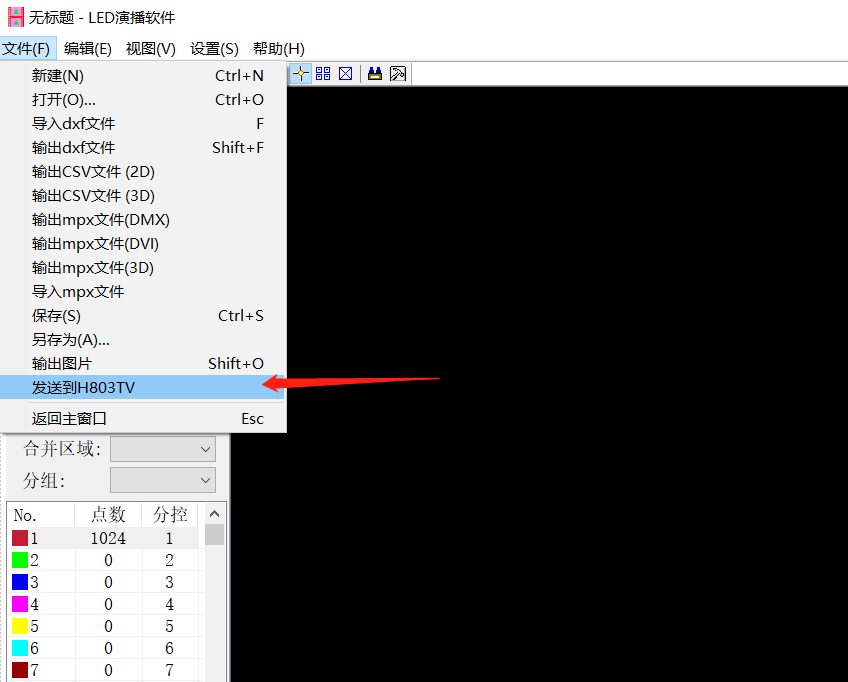 无标题 - LED演播软件
文件(F) 编辑(E) 视图(V) 设置(S) 帮助(H)
新建(N) Ctrl+N
打开(O)... Ctrl+O
导入dxf文件 F
输出dxf文件 Shift+F
输出CSV文件 (2D)
输出CSV文件 (3D)
输出mpx文件(DMX)
输出mpx文件(DVI)
输出mpx文件(3D)
导入mpx文件
保存(S) Ctrl+S
另存为(A)...
输出图片 Shift+O
发送到H803TV
返回主窗口 Esc
合并区域:
分组:
No. 点数 分控
1 1024 1
2 0 2
3 0 3
4 0 4
5 0 5
6 0 6
7 0 7